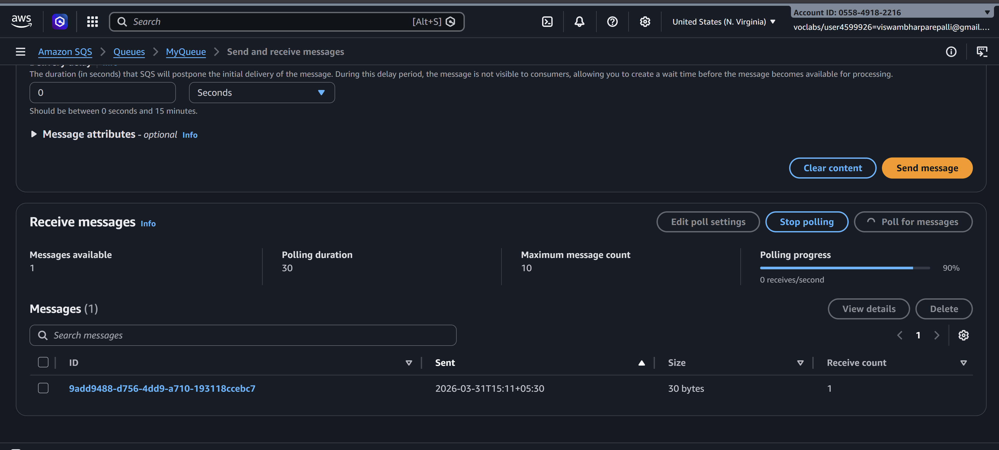 aws
Search [Alt+S]
United States (N. Virginia)
Account ID: 0558-4918-2216
voclabs/user4599926=viswambharparepalli@gmail....
Amazon SQS > Queues > MyQueue > Send and receive messages
The duration (in seconds) that SQS will postpone the initial delivery of the message. During this delay period, the message is not visible to consumers, allowing you to create a wait time before the message becomes available for processing.
0 Seconds
Should be between 0 seconds and 15 minutes.
Message attributes - optional Info
Clear content Send message
Receive messages Info
Edit poll settings Stop polling Poll for messages
Messages available Polling duration Maximum message count Polling progress
1 30 10 90%
0 receives/second
Messages (1)
View details Delete
Search messages
1
ID Sent Size Receive count
9add9488-d756-4dd9-a710-193118ccebc7 2026-03-31T15:11+05:30 30 bytes 1